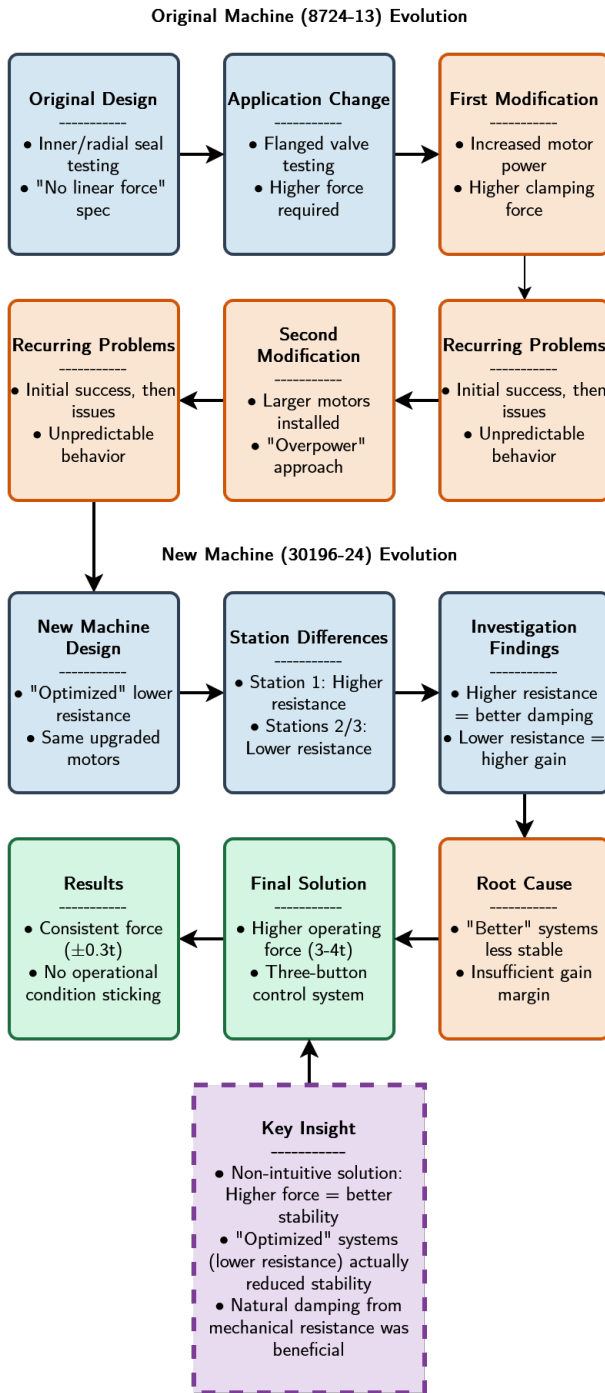 Original Machine (8724-13) Evolution
Original Design
-----------
● Inner/radial seal
testing
● "No linear force"
spec
Application Change
-----------
● Flanged valve
testing
● Higher force
required
First Modification
-----------
● Increased motor
power
● Higher clamping
force
Recurring Problems
-----------
● Initial success, then
issues
● Unpredictable
behavior
Second
Modification
-----------
● Larger motors
installed
● "Overpower"
approach
Recurring Problems
-----------
● Initial success, then
issues
● Unpredictable
behavior
New Machine (30196-24) Evolution
New Machine
Design
-----------
● "Optimized" lower
resistance
● Same upgraded
motors
Station Differences
-----------
● Station 1: Higher
resistance
● Stations 2/3:
Lower resistance
Investigation
Findings
-----------
● Higher resistance
= better damping
● Lower resistance =
higher gain
Root Cause
-----------
● "Better" systems
less stable
● Insufficient gain
margin
Final Solution
-----------
● Higher operating
force (3-4t)
● Three-button
control system
Results
-----------
● Consistent force
(±0.3t)
● No operational
condition sticking
Key Insight
-----------
● Non-intuitive solution:
Higher force = better
stability
● "Optimized" systems
(lower resistance) actually
reduced stability
● Natural damping from
mechanical resistance was
beneficial